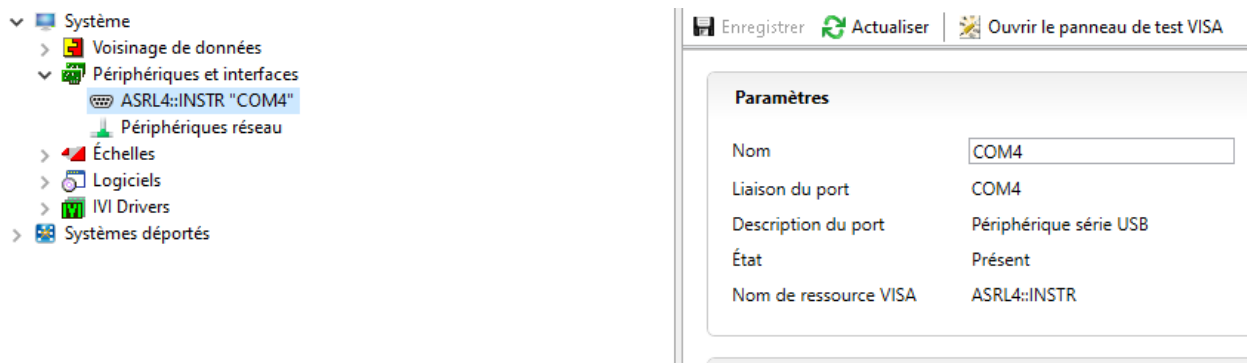 Système
Voisinage de données
Périphériques et interfaces
ASRL4::INSTR "COM4"
Périphériques réseau
Échelles
Logiciels
IVI Drivers
Systèmes déportés
Enregistrer Actualiser Ouvrir le panneau de test VISA
Paramètres
Nom COM4
Liaison du port COM4
Description du port Périphérique série USB
État Présent
Nom de ressource VISA ASRL4::INSTR